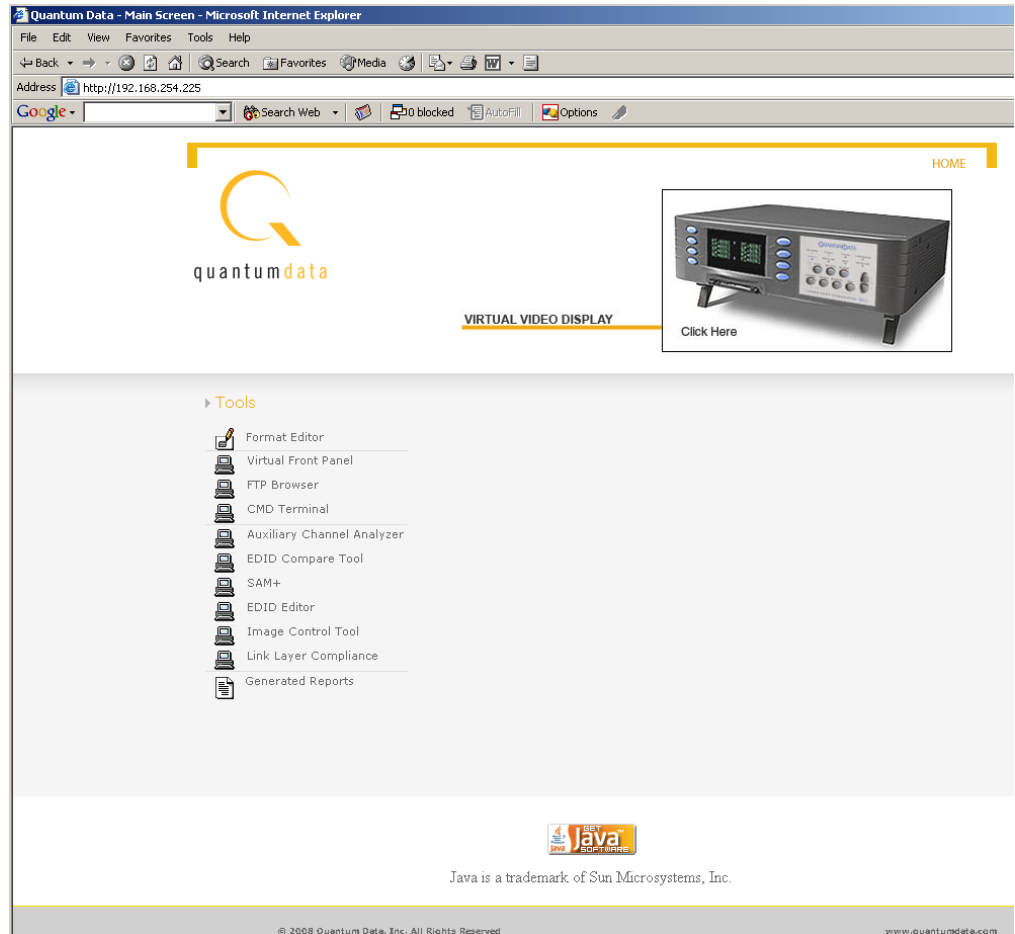 Quantum Data - Main Screen - Microsoft Internet Explorer
File Edit View Favorites Tools Help
Back Search Favorites Media
Address http://192.168.254.225
Google Search Web 0 blocked AutoFill Options
HOME
quantumdata
QUANTUMDATA
VIRTUAL VIDEO DISPLAY
Click Here
Tools
Format Editor
Virtual Front Panel
FTP Browser
CMD Terminal
Auxiliary Channel Analyzer
EDID Compare Tool
SAM+
EDID Editor
Image Control Tool
Link Layer Compliance
Generated Reports
GET
Java™
SOFTWARE
Java
Java is a trademark of Sun Microsystems, Inc.
© 2008 Quantum Data, Inc. All Rights Reserved www.quantumdata.com